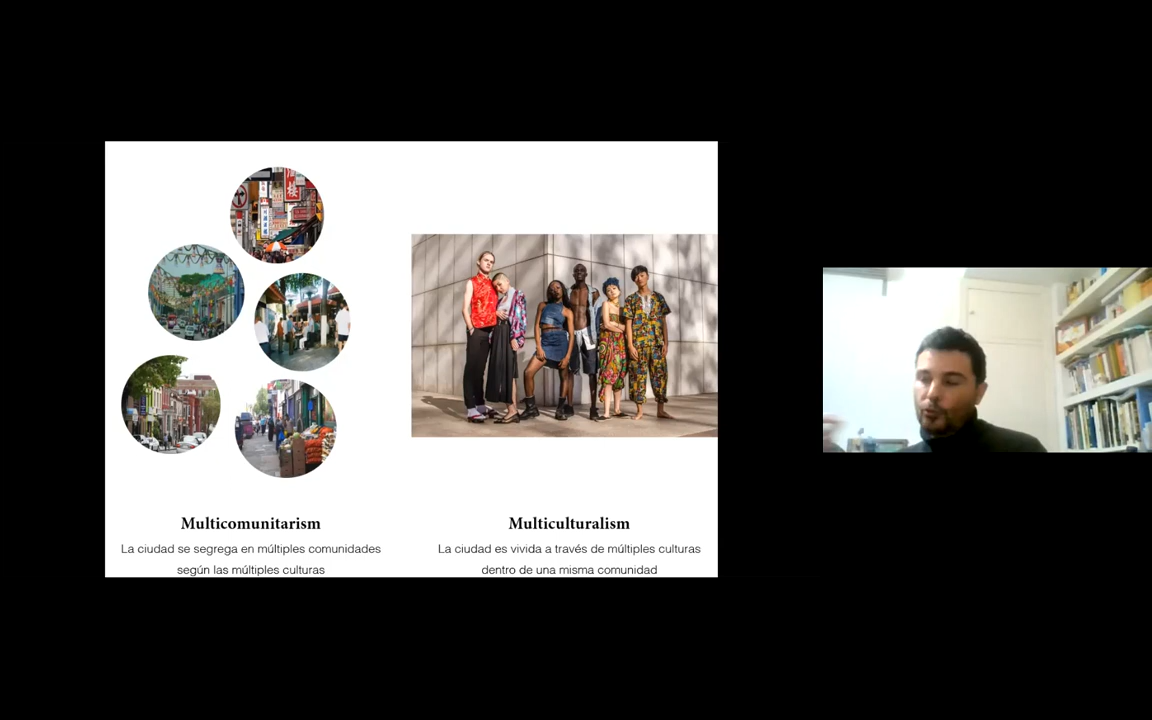 Multicomunitarism
La ciudad se segrega en múltiples comunidades
según las múltiples culturas
Multiculturalism
La ciudad es vivida a través de múltiples culturas
dentro de una misma comunidad